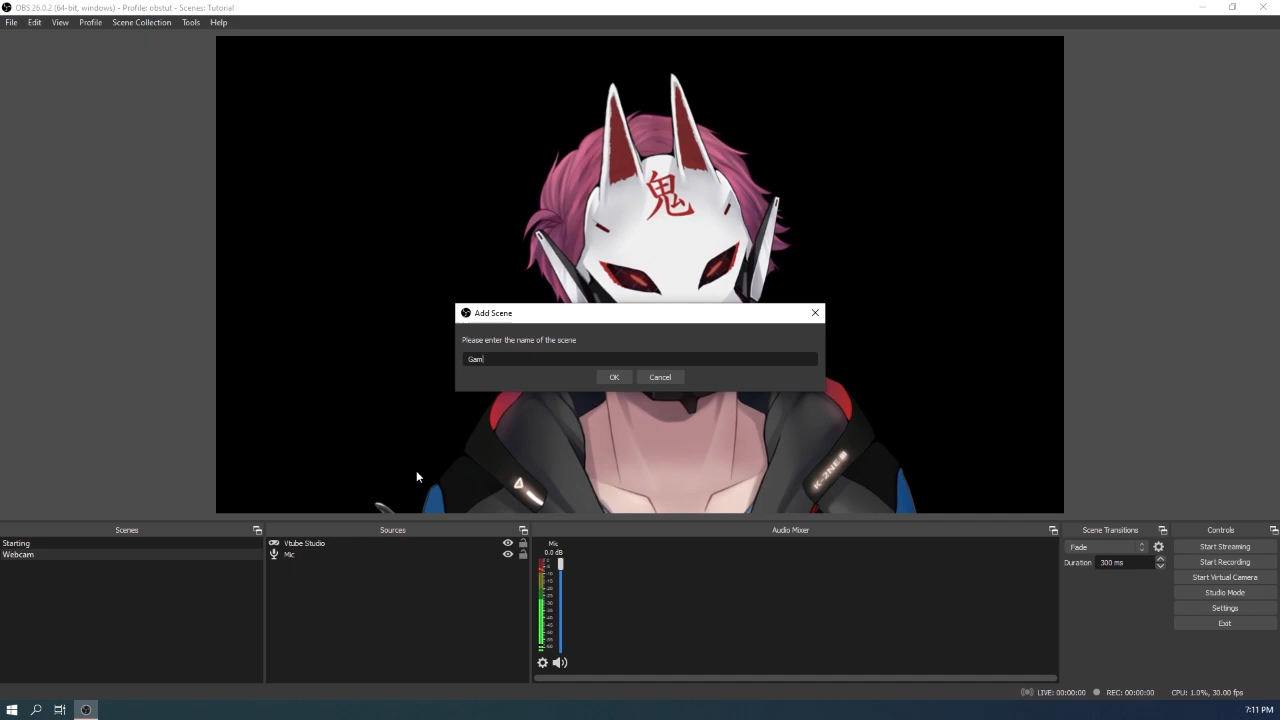 OBS 26.0.2 (64-bit, windows) - Profile: obstut - Scenes: Tutorial
File Edit View Profile Scene Collection Tools Help
鬼
Add Scene
Please enter the name of the scene
Gam
OK Cancel
K-2NE
Scenes
Starting
Webcam
Sources
Vtube Studio
Mic
Audio Mixer
Mic
0.0 dB
Scene Transitions
Fade
Duration 300 ms
Controls
Start Streaming
Start Recording
Start Virtual Camera
Studio Mode
Settings
Exit
LIVE: 00:00:00 REC: 00:00:00 CPU: 1.0%, 30.00 fps
7:11 PM